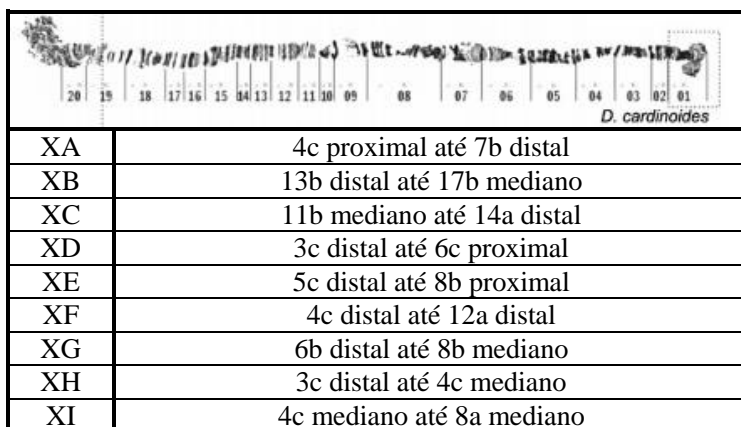 20 19 18 17 16 15 14 13 12 11 10 09 08 07 06 05 04 03 02 01
D. cardinoides
XA 4c proximal até 7b distal
XB 13b distal até 17b mediano
XC 11b mediano até 14a distal
XD 3c distal até 6c proximal
XE 5c distal até 8b proximal
XF 4c distal até 12a distal
XG 6b distal até 8b mediano
XH 3c distal até 4c mediano
XI 4c mediano até 8a mediano